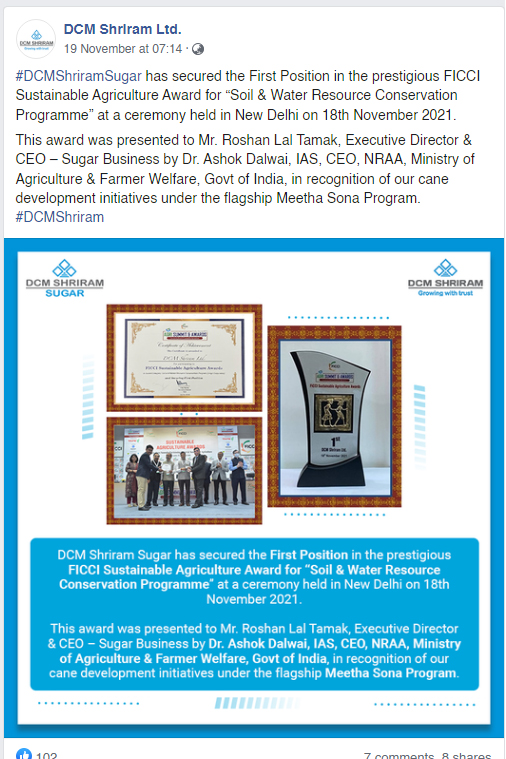 DCM Shriram Ltd.
19 November at 07:14 ·
DCM SHRIRAM
Growing with trust
#DCMShriramSugar has secured the First Position in the prestigious FICCI
Sustainable Agriculture Award for “Soil & Water Resource Conservation
Programme” at a ceremony held in New Delhi on 18th November 2021.
This award was presented to Mr. Roshan Lal Tamak, Executive Director &
CEO – Sugar Business by Dr. Ashok Dalwai, IAS, CEO, NRAA, Ministry of
Agriculture & Farmer Welfare, Govt of India, in recognition of our cane
development initiatives under the flagship Meetha Sona Program.
#DCMShriram
DCM SHRIRAM
SUGAR
DCM SHRIRAM
Growing with trust
SUMMIT & AWARDS
Certificate of Achievement
DCM Shriram Ltd
FICCI Sustainable Agriculture Awards
SUSTAINABLE
AGRICULTURE AWARDS
FICCI
SUMMIT & AWARDS
FICCI Sustainable Agriculture Awards
1st
DCM Shriram Ltd.
18th November 2021
DCM Shriram Sugar has secured the First Position in the prestigious
FICCI Sustainable Agriculture Award for “Soil & Water Resource
Conservation Programme” at a ceremony held in New Delhi on 18th
November 2021.
This award was presented to Mr. Roshan Lal Tamak, Executive Director
& CEO – Sugar Business by Dr. Ashok Dalwai, IAS, CEO, NRAA, Ministry
of Agriculture & Farmer Welfare, Govt of India, in recognition of our
cane development initiatives under the flagship Meetha Sona Program.
102
7 comments 8 shares